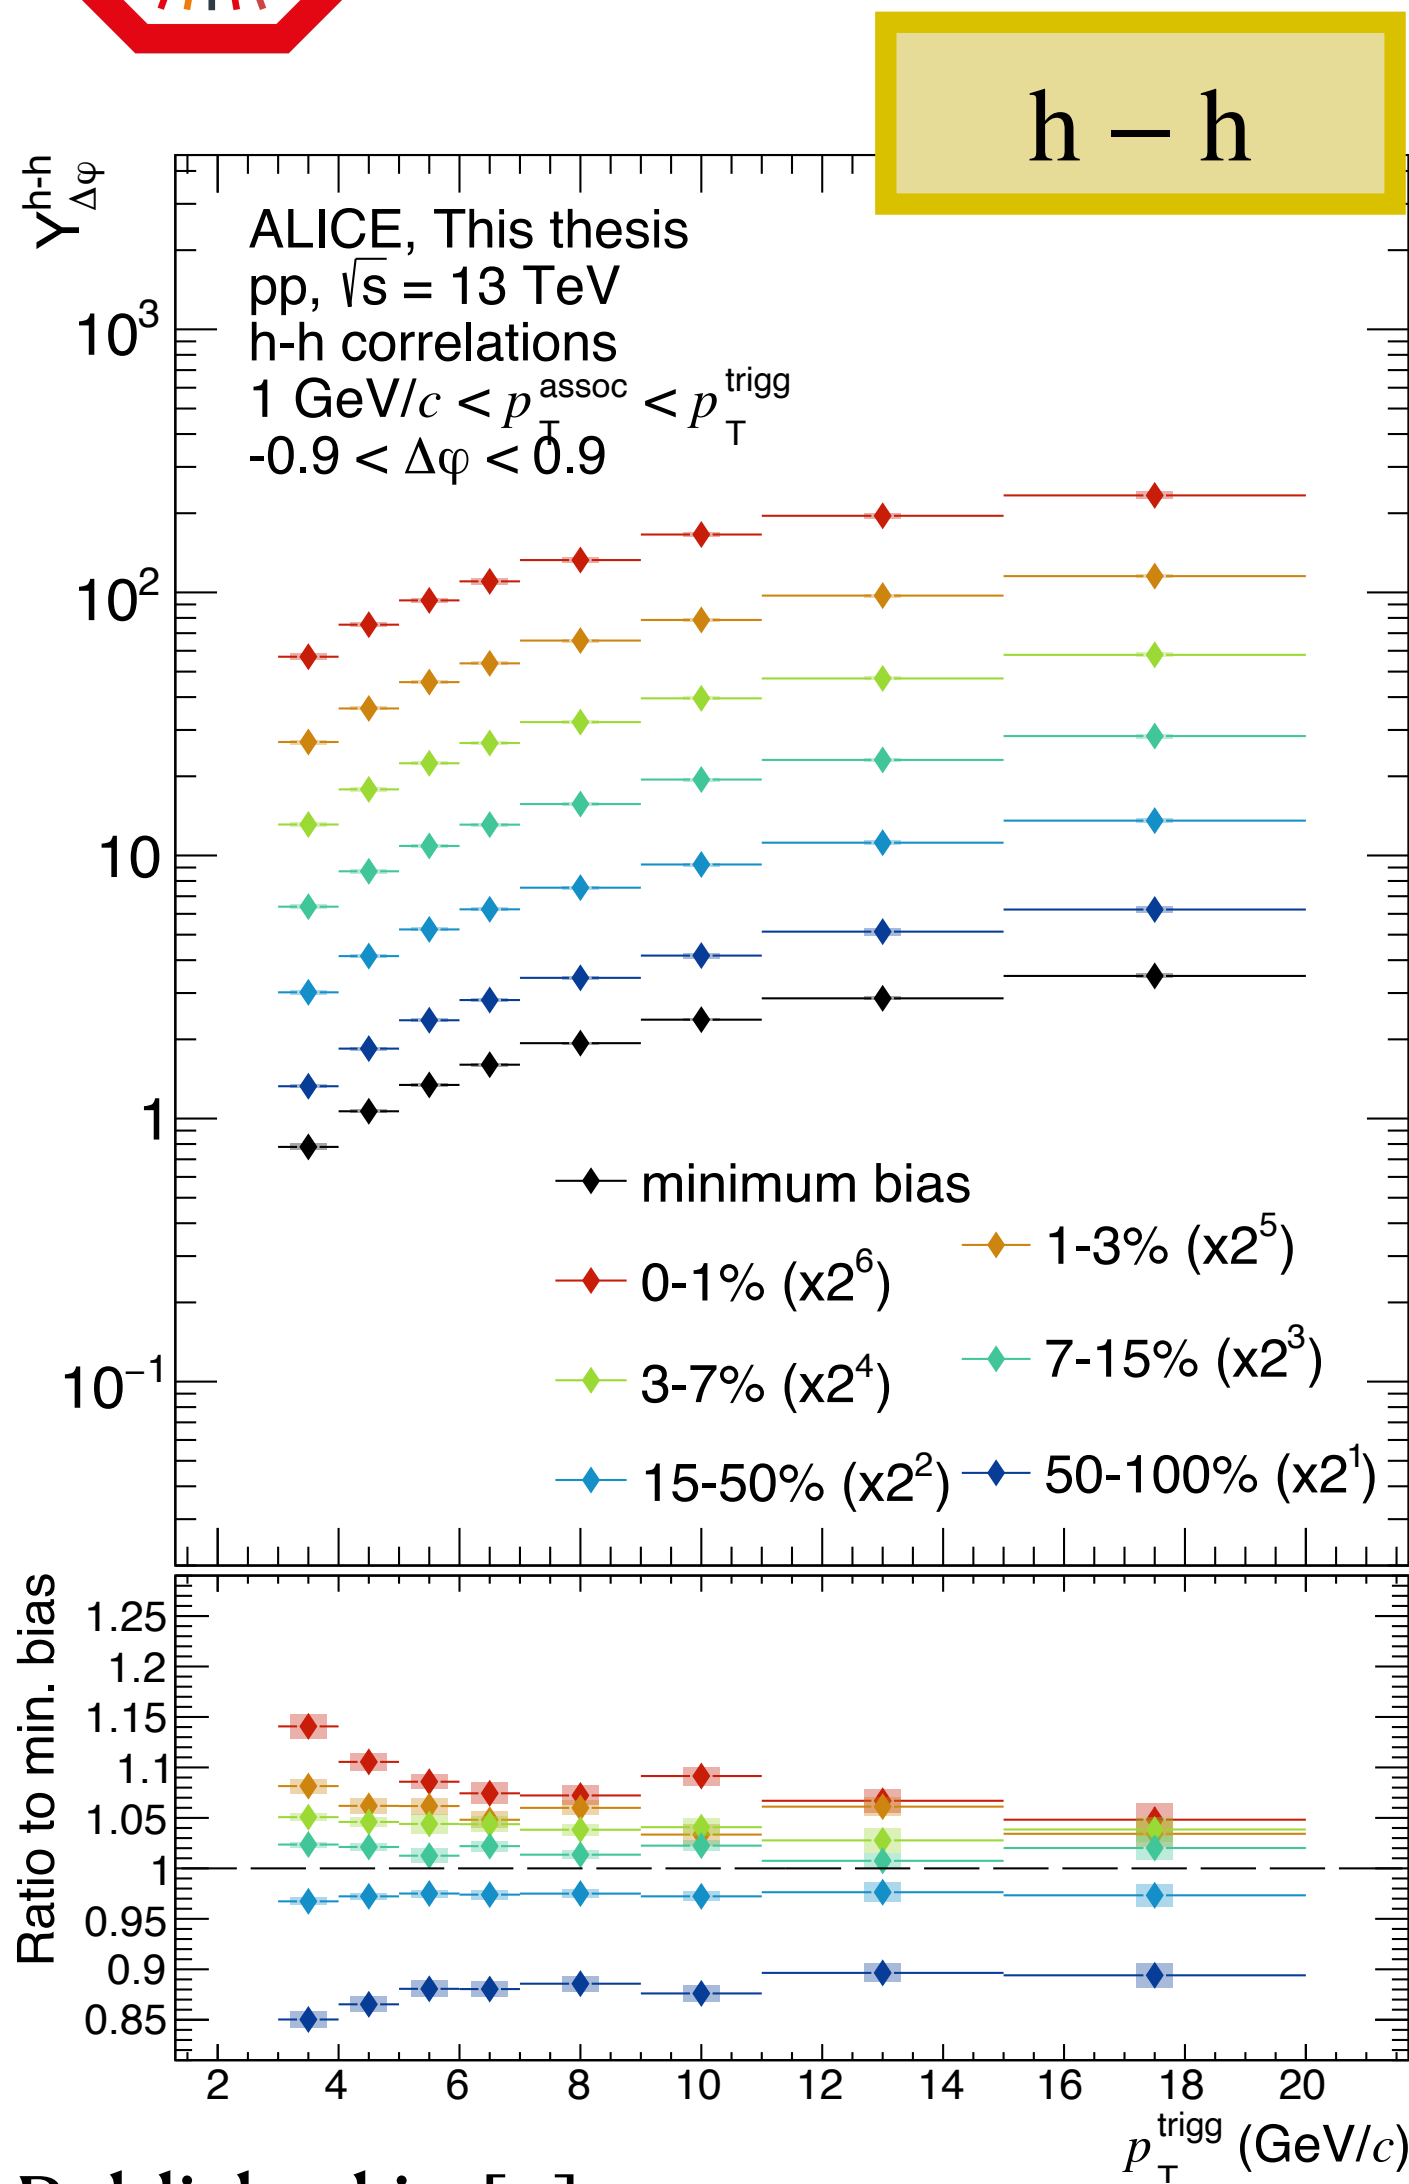 h – h
Y^{h-h}_{Δφ}
ALICE, This thesis
pp, √s = 13 TeV
h-h correlations
1 GeV/c < p_T^{assoc} < p_T^{trigg}
-0.9 < Δφ < 0.9
10^3
10^2
10
1
10^{-1}
minimum bias
0-1% (x2^6)
1-3% (x2^5)
3-7% (x2^4)
7-15% (x2^3)
15-50% (x2^2)
50-100% (x2^1)
Ratio to min. bias
1.25
1.2
1.15
1.1
1.05
1
0.95
0.9
0.85
2 4 6 8 10 12 14 16 18 20
p_T^{trigg} (GeV/c)